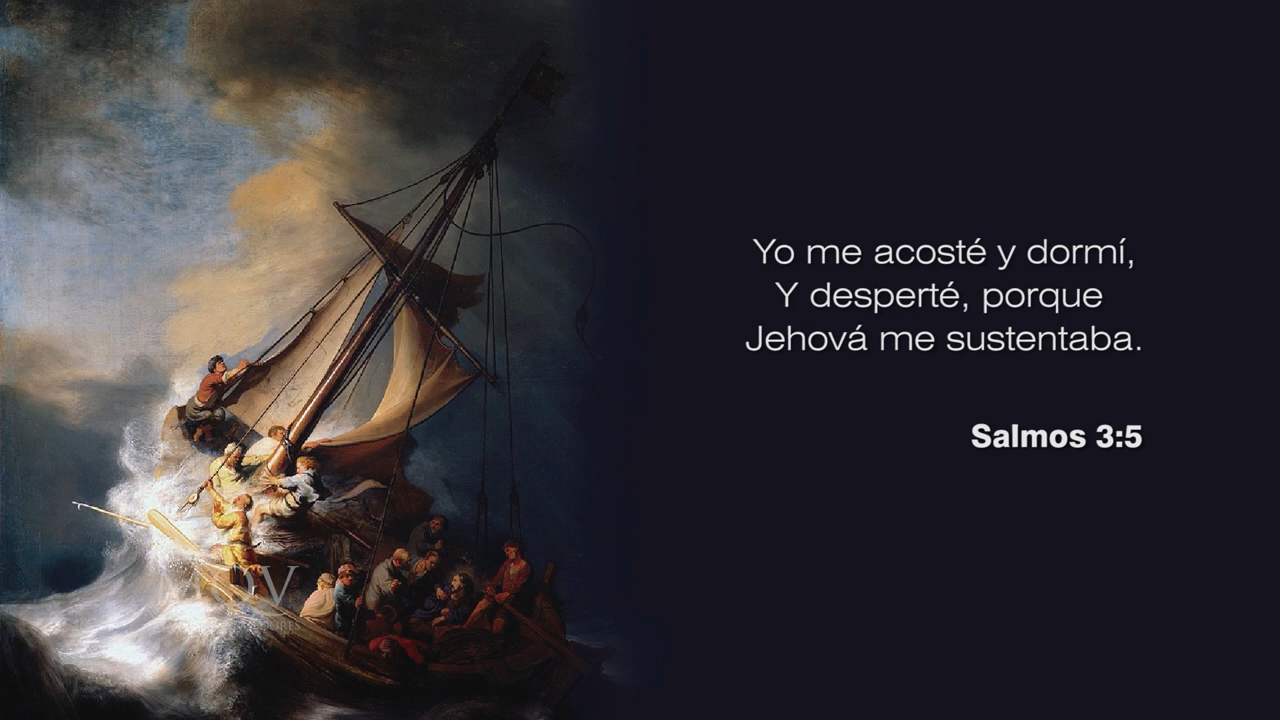 Yo me acosté y dormí,
Y desperté, porque
Jehová me sustentaba.
Salmos 3:5